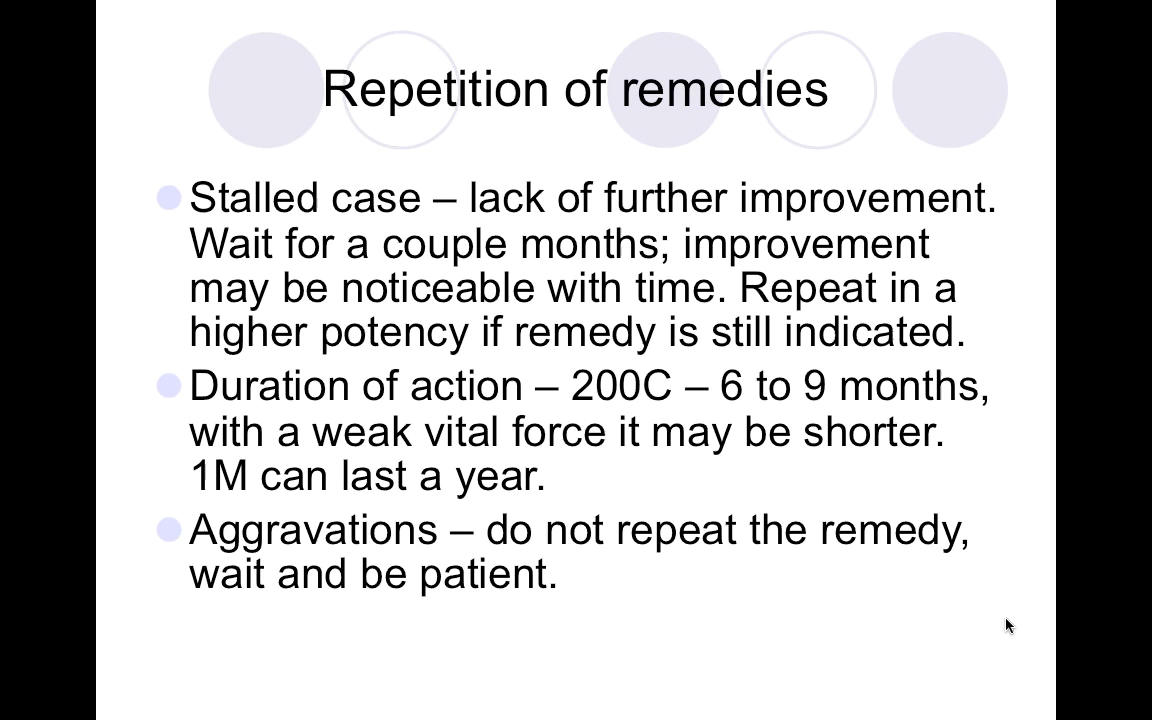 Repetition of remedies
Stalled case – lack of further improvement.
Wait for a couple months; improvement
may be noticeable with time. Repeat in a
higher potency if remedy is still indicated.
Duration of action – 200C – 6 to 9 months,
with a weak vital force it may be shorter.
1M can last a year.
Aggravations – do not repeat the remedy,
wait and be patient.